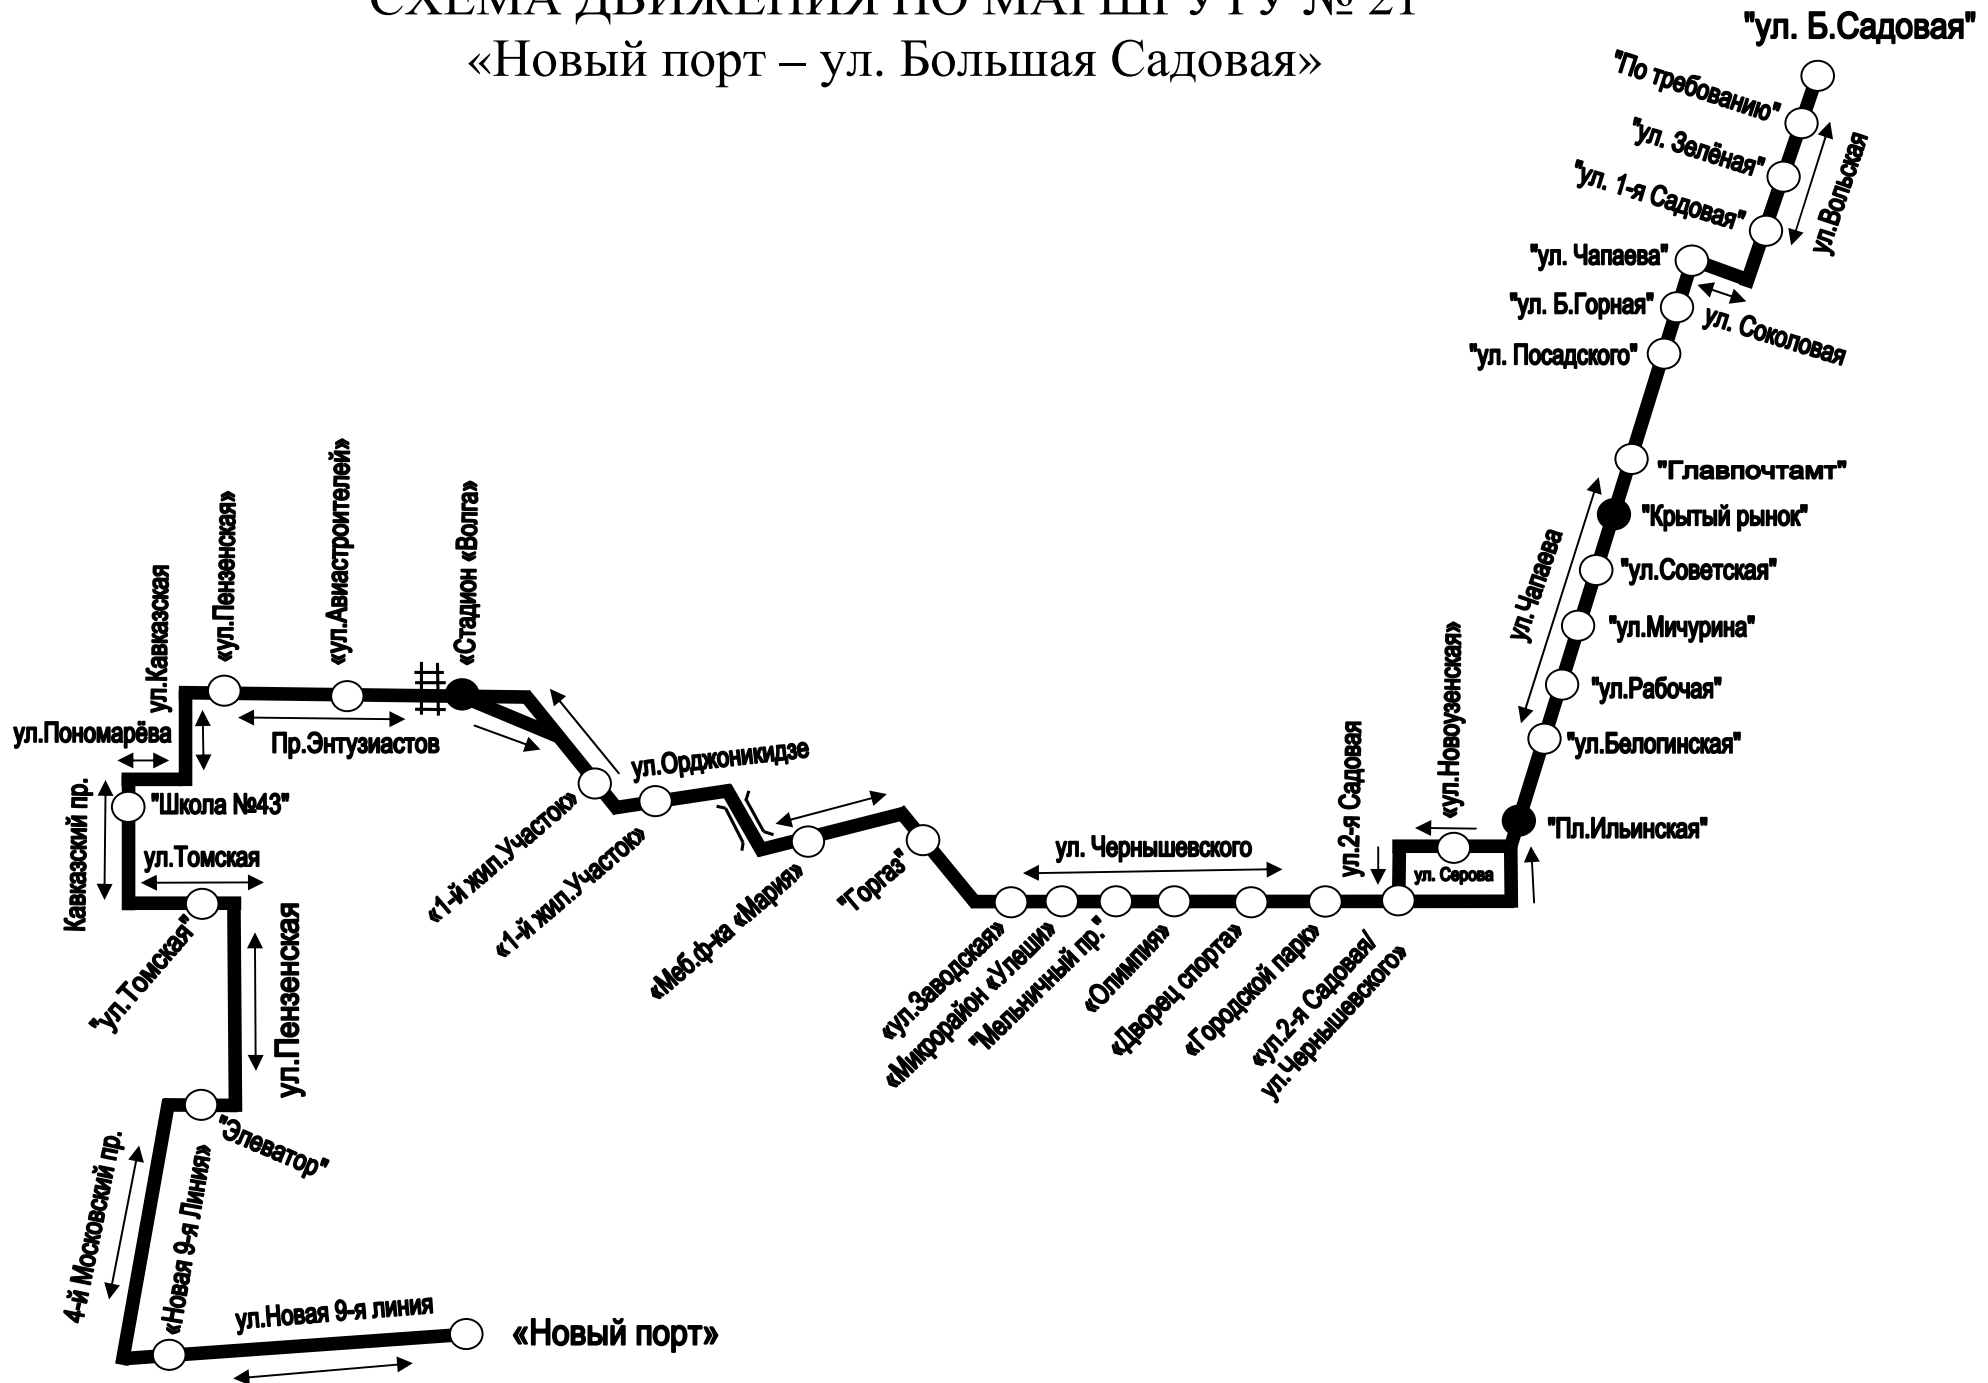 СХЕМА ДВИЖЕНИЯ ПО МАРШРУТУ № 21
«Новый порт – ул. Большая Садовая»
"ул. Б.Садовая"
"По требованию"
"ул. Зелёная"
"ул. 1-я Садовая"
ул.Вольская
"ул. Чапаева"
"ул. Б.Горная"
ул. Соколовая
"ул. Посадского"
"Главпочтамт"
"Крытый рынок"
ул.Чапаева
"ул.Советская"
"ул.Мичурина"
"ул.Рабочая"
"ул.Белогинская"
"Пл.Ильинская"
«ул.Новоузенская»
ул.2-я Садовая
ул. Серова
ул. Чернышевского
«ул.2-я Садовая/
ул.Чернышевского»
«Городской парк»
«Дворец спорта»
«Олимпия»
"Мельничный пр."
«Микрорайон «Улеши»
«ул.Заводская»
"Горгаз"
«Меб.ф-ка «Мария»
ул.Орджоникидзе
«1-й жил.Участок»
«1-й жил.Участок»
«Стадион «Волга»
«ул.Авиастроителей»
«ул.Пензенская»
Пр.Энтузиастов
ул.Кавказская
ул.Пономарёва
Кавказский пр.
"Школа №43"
ул.Томская
"ул.Томская"
ул.Пензенская
"Элеватор"
4-й Московский пр.
«Новая 9-я Линия»
ул.Новая 9-я линия
«Новый порт»